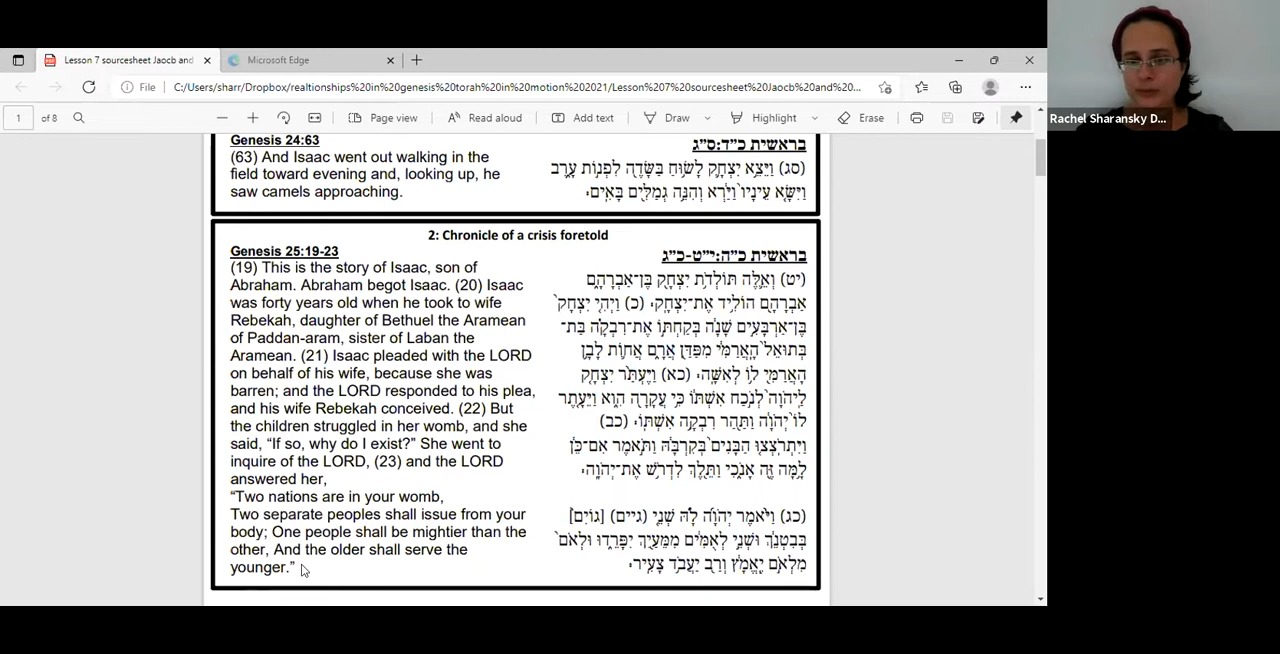 Lesson 7 sourcesheet Jaocb and
Microsoft Edge
File
C:/Users/sharr/Dropbox/realtionships%20in%20genesis%20torah%20in%20motion%202021/Lesson%207%20sourcesheet%20Jaocb%20and%20...
1 of 8
Page view
Read aloud
Add text
Draw
Highlight
Erase
Rachel Sharansky D...
Genesis 24:63
(63) And Isaac went out walking in the
field toward evening and, looking up, he
saw camels approaching.
בראשית כ״ד:ס״ג
(סג) וַיֵּצֵ֥א יִצְחָ֛ק לָשׂ֥וּחַ בַּשָּׂדֶ֖ה לִפְנ֣וֹת עָ֑רֶב
וַיִּשָּׂ֤א עֵינָיו֙ וַיַּ֔רְא וְהִנֵּ֥ה גְמַלִּ֖ים בָּאִֽים׃
2: Chronicle of a crisis foretold
Genesis 25:19-23
(19) This is the story of Isaac, son of
Abraham. Abraham begot Isaac. (20) Isaac
was forty years old when he took to wife
Rebekah, daughter of Bethuel the Aramean
of Paddan-aram, sister of Laban the
Aramean. (21) Isaac pleaded with the LORD
on behalf of his wife, because she was
barren; and the LORD responded to his plea,
and his wife Rebekah conceived. (22) But
the children struggled in her womb, and she
said, “If so, why do I exist?” She went to
inquire of the LORD, (23) and the LORD
answered her,
“Two nations are in your womb,
Two separate peoples shall issue from your
body; One people shall be mightier than the
other, And the older shall serve the
younger.”
בראשית כ״ה:י״ט-כ״ג
(יט) וְאֵ֛לֶּה תּוֹלְדֹ֥ת יִצְחָ֖ק בֶּן־אַבְרָהָ֑ם
אַבְרָהָ֖ם הוֹלִ֥יד אֶת־יִצְחָֽק׃ (כ) וַיְהִ֤י יִצְחָק֙
בֶּן־אַרְבָּעִ֣ים שָׁנָ֔ה בְּקַחְתּ֣וֹ אֶת־רִבְקָ֗ה בַּת־
בְּתוּאֵל֙ הָֽאֲרַמִּ֔י מִפַּדַּ֖ן אֲרָ֑ם אֲח֛וֹת לָבָ֥ן
הָאֲרַמִּ֖י ל֥וֹ לְאִשָּֽׁה׃ (כא) וַיֶּעְתַּ֨ר יִצְחָ֤ק
לַֽיהוָה֙ לְנֹ֣כַח אִשְׁתּ֔וֹ כִּ֥י עֲקָרָ֖ה הִ֑וא וַיֵּעָ֤תֶר
לוֹ֙ יְהוָ֔ה וַתַּ֖הַר רִבְקָ֥ה אִשְׁתּֽוֹ׃ (כב)
וַיִּתְרֹֽצֲצ֤וּ הַבָּנִים֙ בְּקִרְבָּ֔הּ וַתֹּ֣אמֶר אִם־כֵּ֔ן
לָ֥מָּה זֶּ֖ה אָנֹ֑כִי וַתֵּ֖לֶךְ לִדְרֹ֥שׁ אֶת־יְהוָֽה׃
(כג) וַיֹּ֨אמֶר יְהוָ֜ה לָ֗הּ שְׁנֵ֤י (גיים) [גוֹיִם֙]
בְּבִטְנֵ֔ךְ וּשְׁנֵ֣י לְאֻמִּ֔ים מִמֵּעַ֖יִךְ יִפָּרֵ֑דוּ וּלְאֹם֙
מִלְאֹ֣ם יֶֽאֱמָ֔ץ וְרַ֖ב יַעֲבֹ֥ד צָעִֽיר׃